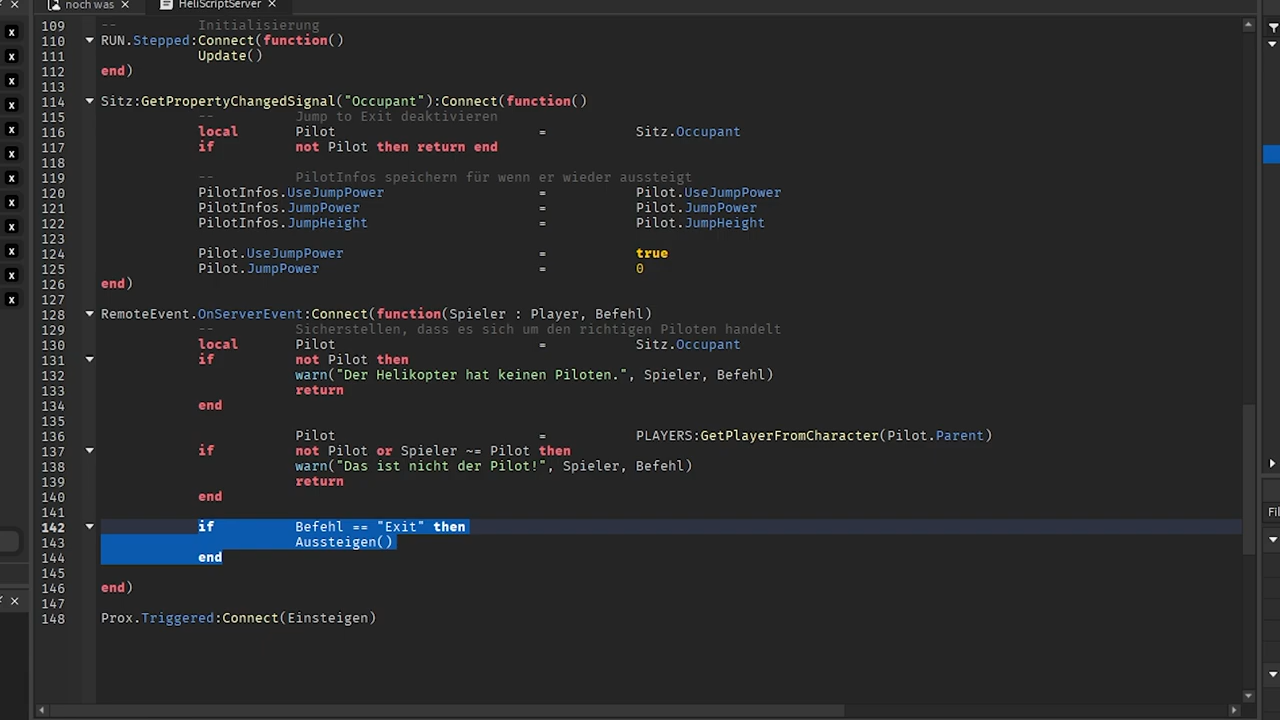 noch was
HeliScriptServer
109 -- Initialisierung
110 RUN.Stepped:Connect(function()
111 Update()
112 end)
113
114 Sitz:GetPropertyChangedSignal("Occupant"):Connect(function()
115 -- Jump to Exit deaktivieren
116 local Pilot = Sitz.Occupant
117 if not Pilot then return end
118
119 -- PilotInfos speichern für wenn er wieder aussteigt
120 PilotInfos.UseJumpPower = Pilot.UseJumpPower
121 PilotInfos.JumpPower = Pilot.JumpPower
122 PilotInfos.JumpHeight = Pilot.JumpHeight
123
124 Pilot.UseJumpPower = true
125 Pilot.JumpPower = 0
126 end)
127
128 RemoteEvent.OnServerEvent:Connect(function(Spieler : Player, Befehl)
129 -- Sicherstellen, dass es sich um den richtigen Piloten handelt
130 local Pilot = Sitz.Occupant
131 if not Pilot then
132 warn("Der Helikopter hat keinen Piloten.", Spieler, Befehl)
133 return
134 end
135
136 Pilot = PLAYERS:GetPlayerFromCharacter(Pilot.Parent)
137 if not Pilot or Spieler ~= Pilot then
138 warn("Das ist nicht der Pilot!", Spieler, Befehl)
139 return
140 end
141
142 if Befehl == "Exit" then
143 Aussteigen()
144 end
145
146 end)
147
148 Prox.Triggered:Connect(Einsteigen)